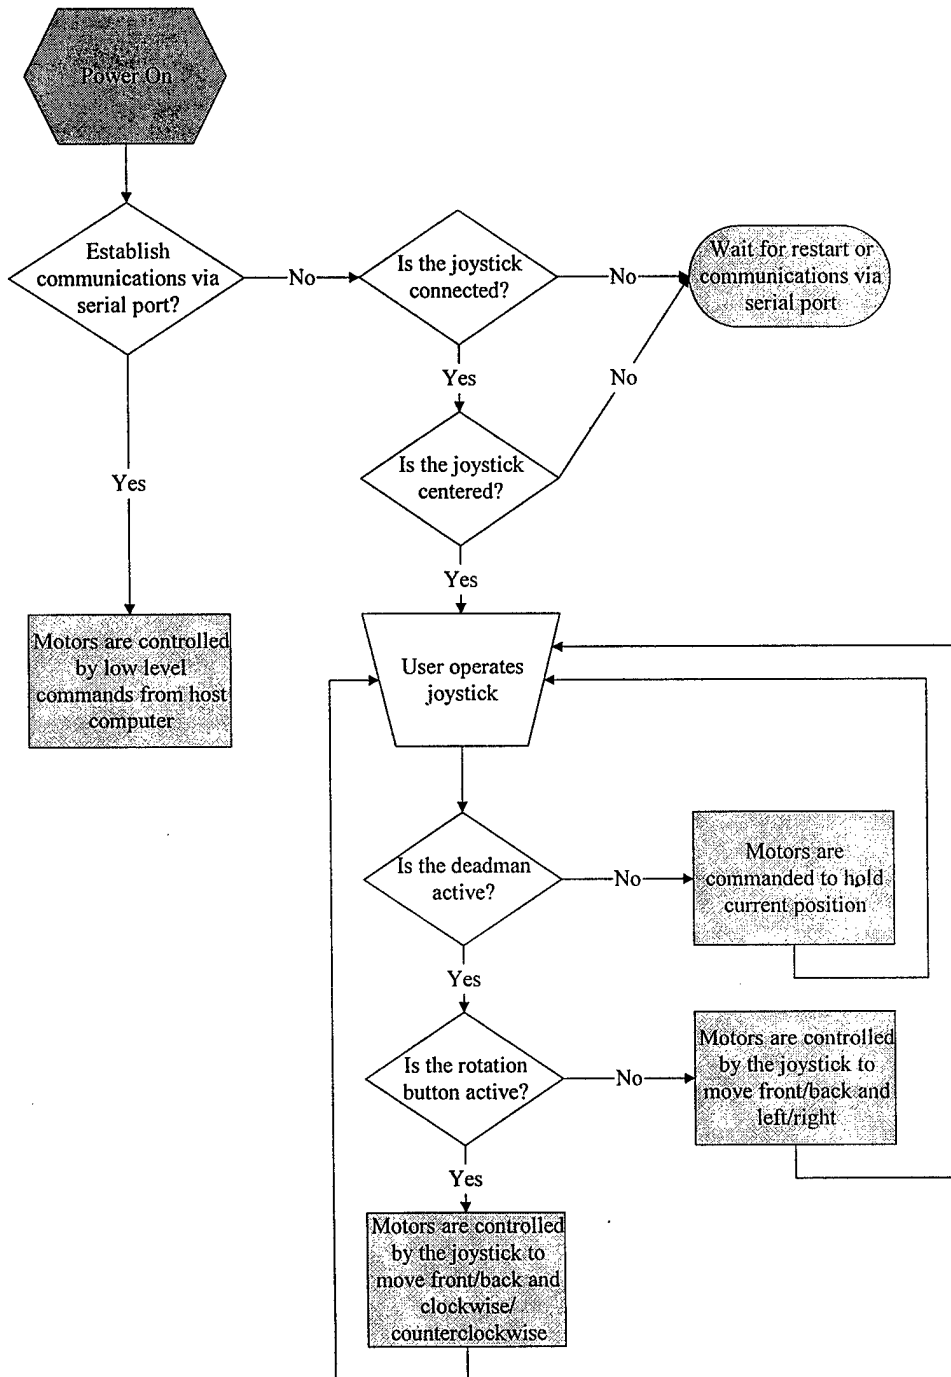 Power On
Establish
communications via
serial port?
No
Is the joystick
connected?
No
Wait for restart or
communications via
serial port
Yes
No
Is the joystick
centered?
Yes
Yes
Motors are controlled
by low level
commands from host
computer
User operates
joystick
Is the deadman
active?
No
Motors are
commanded to hold
current position
Yes
Is the rotation
button active?
No
Motors are controlled
by the joystick to
move front/back and
left/right
Yes
Motors are controlled
by the joystick to
move front/back and
clockwise/
counterclockwise